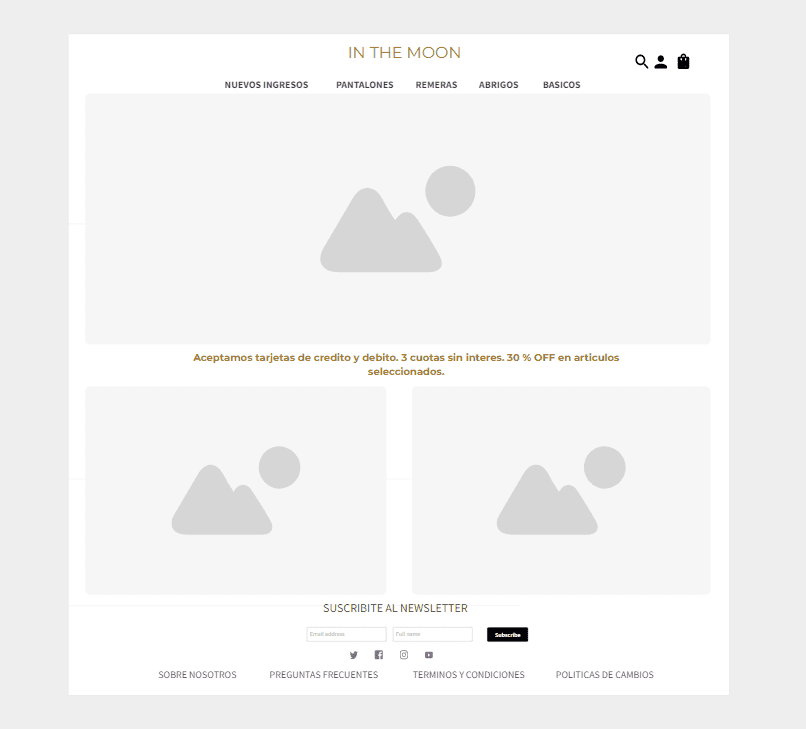 IN THE MOON
NUEVOS INGRESOS PANTALONES REMERAS ABRIGOS BASICOS
Aceptamos tarjetas de credito y debito. 3 cuotas sin interes. 30 % OFF en articulos
seleccionados.
SUSCRIBITE AL NEWSLETTER
Email address Full name Subscribe
SOBRE NOSOTROS PREGUNTAS FRECUENTES TERMINOS Y CONDICIONES POLITICAS DE CAMBIOS